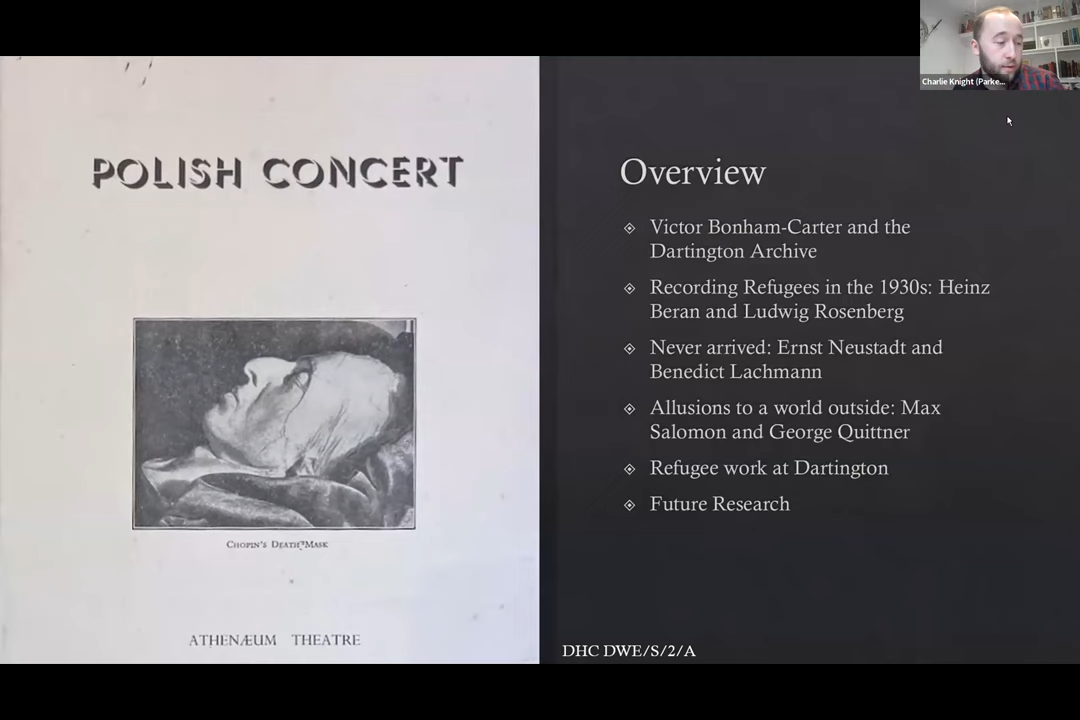 Charlie Knight (Parke...
POLISH CONCERT
CHOPIN'S DEATH MASK
ATHENÆUM THEATRE
Overview
Victor Bonham-Carter and the
Dartington Archive
Recording Refugees in the 1930s: Heinz
Beran and Ludwig Rosenberg
Never arrived: Ernst Neustadt and
Benedict Lachmann
Allusions to a world outside: Max
Salomon and George Quittner
Refugee work at Dartington
Future Research
DHC DWE/S/2/A